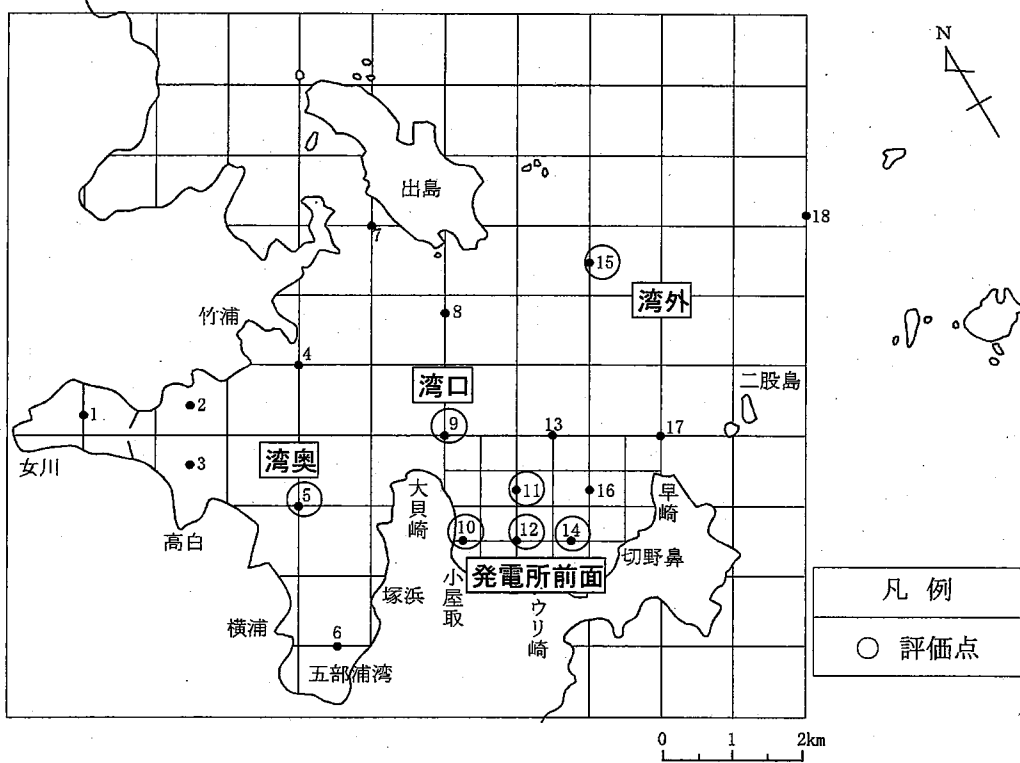 N
出島
7
18
15
湾外
竹浦
8
4
湾口
二股島
1
2
9
13
17
女川
3
湾奥
5
大貝崎
11
16
早崎
高白
10
12
14
切野鼻
発電所前面
塚浜
小屋取
ウリ崎
横浦
6
五部浦湾
凡例
○ 評価点
0 1 2km